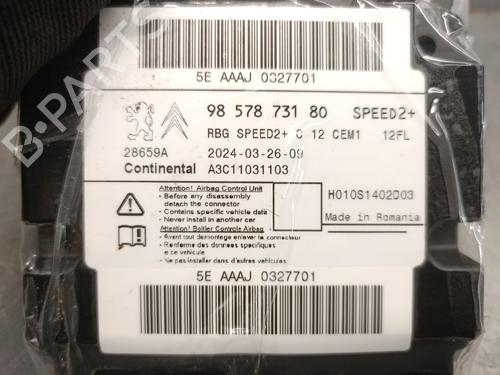 B-PARTS
5E AAAJ 0327701
98 578 731 80 SPEED2+
RBG SPEED2+ C 12 CEM1 12FL
28659A 2024-03-26-09
Continental A3C11031103
Attention! Airbag Control Unit
- Before any disassembly
detach the connector
- Contains specific vehicle data
- Never install in another car
Attention! Boîtier Controle Airbag
- Avant tout démontage enlever le connecteur
- Renferme des données spécifiques
à ce véhicule
- Ne pas installer dans d'autres véhicules
H010S1402D03
Made in Romania
5E AAAJ 0327701